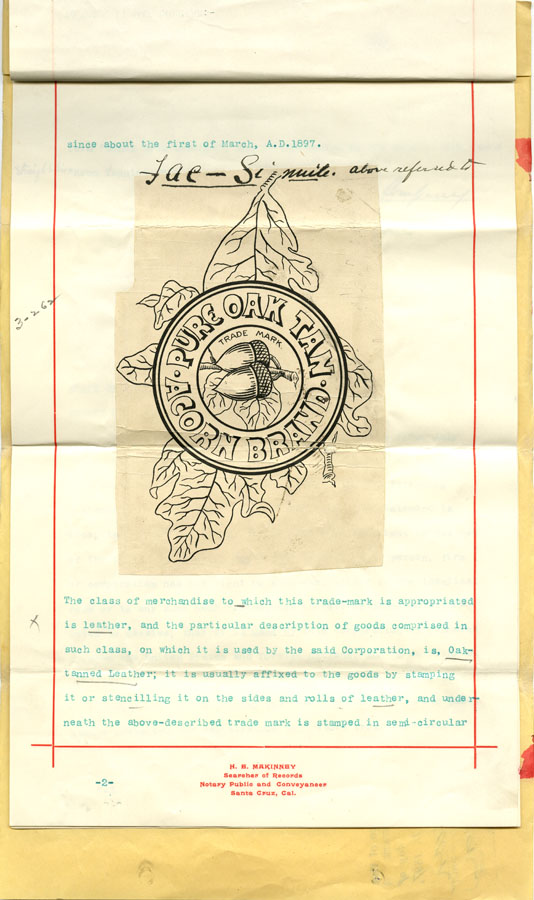 since about the first of March, A.D.1897.
Fac-Simile. above referred to
3-2-62
PURE OAK TAN
TRADE MARK
ACORN BRAND
The class of merchandise to which this trade-mark is appropriated
is leather, and the particular description of goods comprised in
such class, on which it is used by the said Corporation, is, Oak-
tanned Leather; it is usually affixed to the goods by stamping
it or stencilling it on the sides and rolls of leather, and under-
neath the above-described trade mark is stamped in semi-circular
H. E. MAKINNEY
Searcher of Records
Notary Public and Conveyancer
Santa Cruz, Cal.
-2-